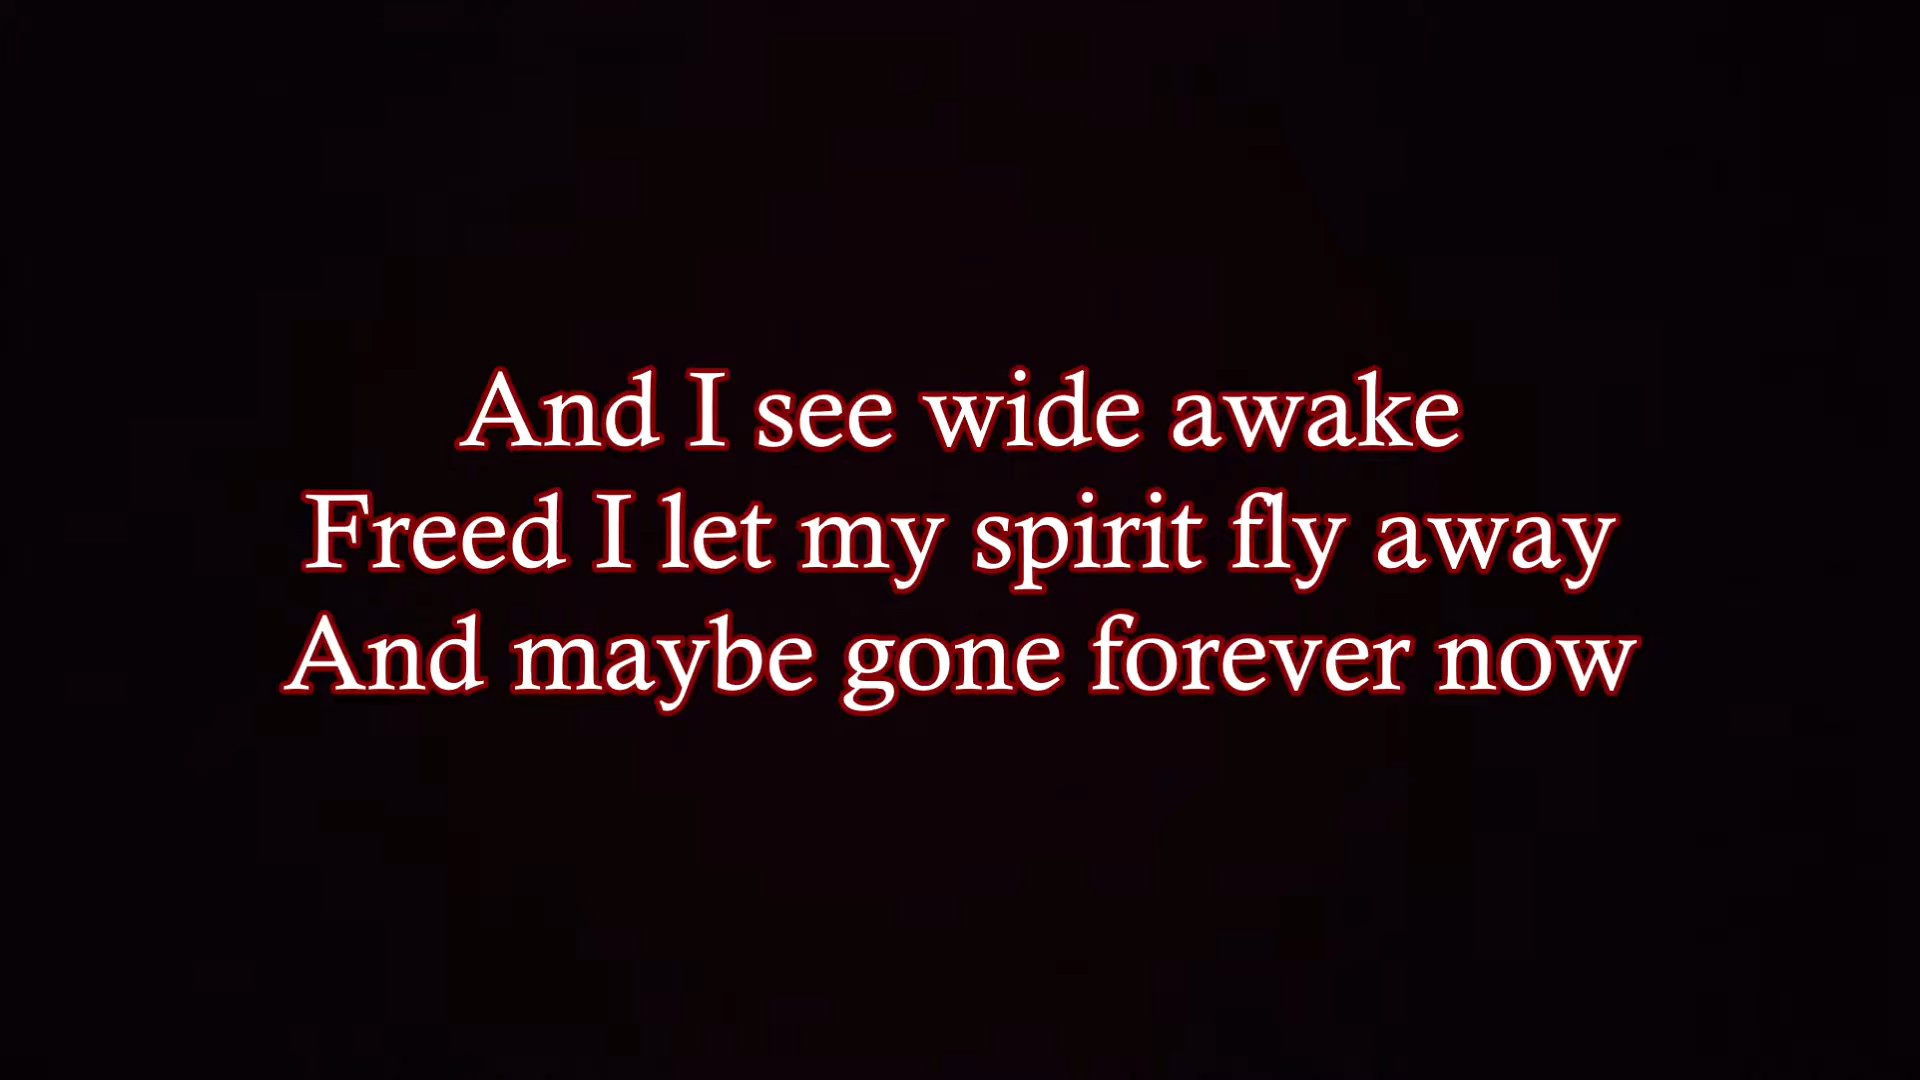 And I see wide awake
Freed I let my spirit fly away
And maybe gone forever now